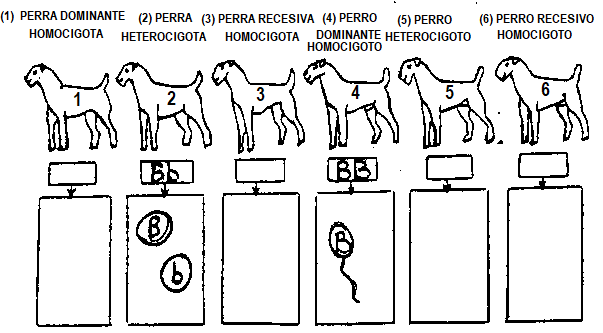 (1) PERRA DOMINANTE HOMOCIGOTA
(2) PERRA HETEROCIGOTA
(3) PERRA RECESIVA HOMOCIGOTA
(4) PERRO DOMINANTE HOMOCIGOTO
(5) PERRO HETEROCIGOTO
(6) PERRO RECESIVO HOMOCIGOTO
1 2 3 4 5 6
Bb BB
B B
b